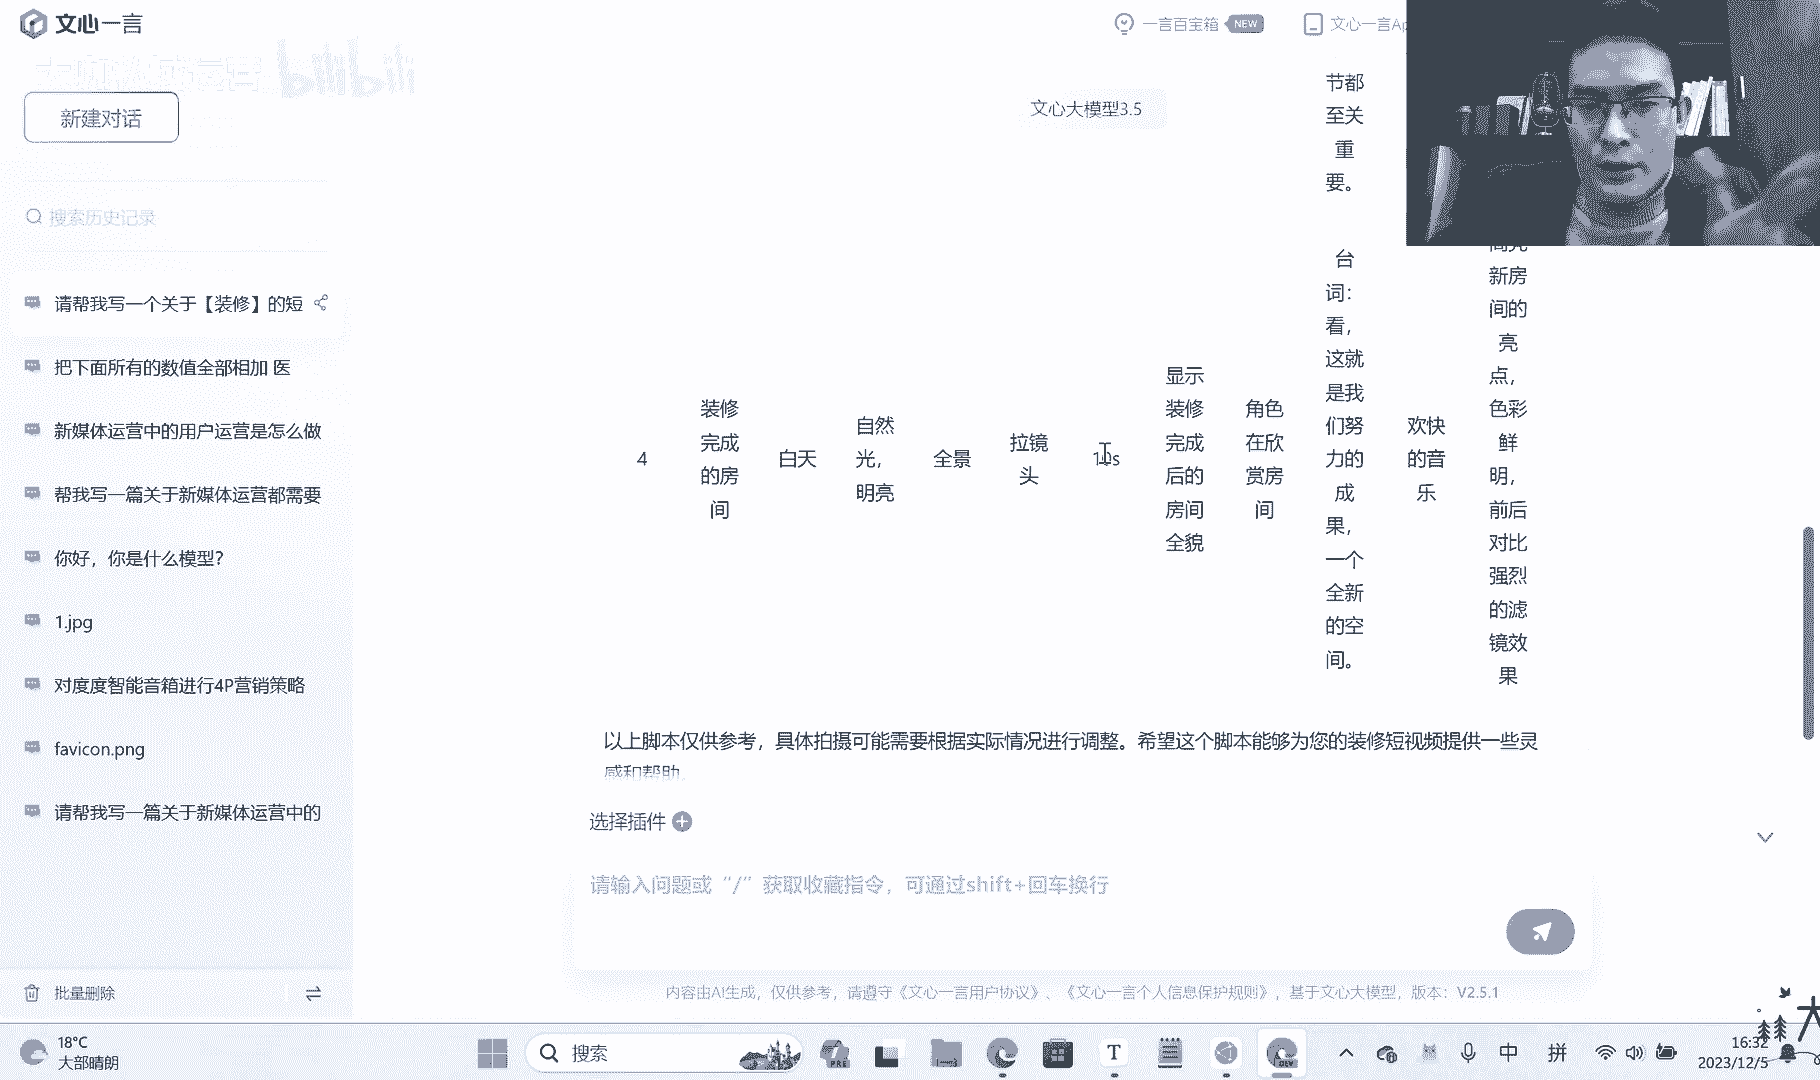 文心一言
一言百宝箱 NEW
文心一言Ap
bilibili
新建对话
文心大模型3.5
搜索历史记录
请帮我写一个关于【装修】的短
把下面所有的数值全部相加 医
新媒体运营中的用户运营是怎么做
帮我写一篇关于新媒体运营都需要
你好，你是什么模型？
1.jpg
对度度智能音箱进行4P营销策略
favicon.png
请帮我写一篇关于新媒体运营中的
批量删除
节都
至关
重
要。
4
装修
完成
的房
间
白天
自然
光，
明亮
全景
拉镜
头
显示
装修
完成
后的
房间
全貌
角色
在欣
赏房
间
台
词：
看，
这就
是我
们努
力的
成
果，
一个
全新
的空
间。
欢快
的音
乐
新房
间的
亮
点，
色彩
鲜
明，
前后
对比
强烈
的滤
镜效
果
以上脚本仅供参考，具体拍摄可能需要根据实际情况进行调整。希望这个脚本能够为您的装修短视频提供一些灵
感和帮助。
选择插件
请输入问题或“/”获取收藏指令，可通过shift+回车换行
内容由AI生成，仅供参考，请遵守《文心一言用户协议》、《文心一言个人信息保护规则》，基于文心大模型，版本：V2.5.1
18°C
大部晴朗
搜索
PRE
T
DEV
中
拼
16:32
2023/12/5